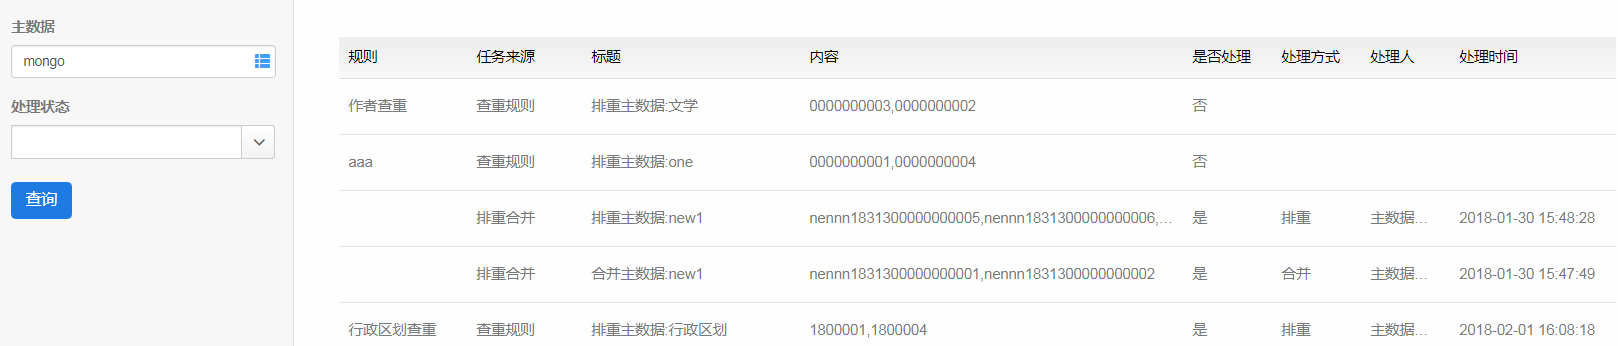 主数据
mongo
处理状态
查询
规则 任务来源 标题 内容 是否处理 处理方式 处理人 处理时间
作者查重 查重规则 排重主数据:文学 0000000003,0000000002 否
aaa 查重规则 排重主数据:one 0000000001,0000000004 否
排重合并 排重主数据:new1 nennn1831300000000005,nennn1831300000000006,... 是 排重 主数据... 2018-01-30 15:48:28
排重合并 合并主数据:new1 nennn1831300000000001,nennn1831300000000002 是 合并 主数据... 2018-01-30 15:47:49
行政区划查重 查重规则 排重主数据:行政区划 1800001,1800004 是 排重 主数据... 2018-02-01 16:08:18